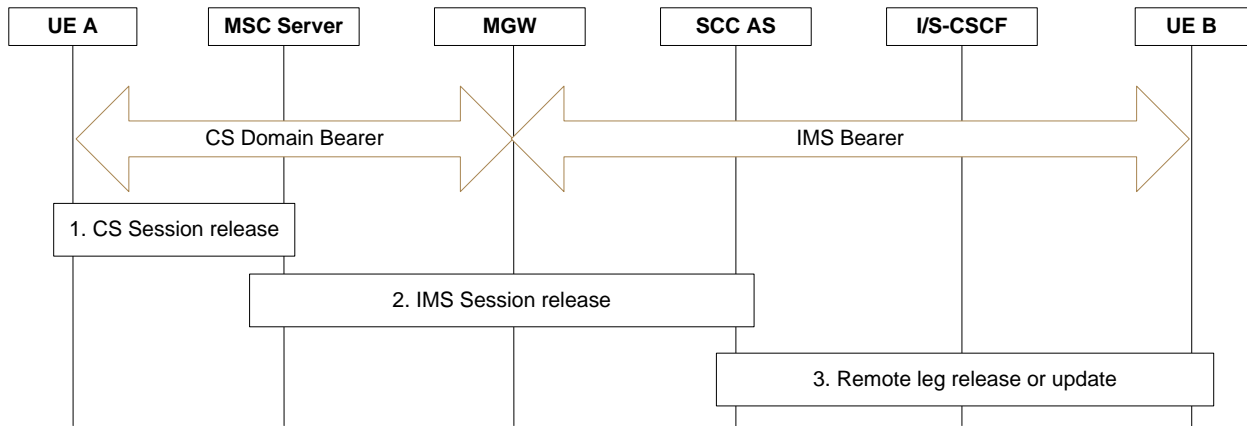 UE A
MSC Server
MGW
SCC AS
I/S-CSCF
UE B
CS Domain Bearer
IMS Bearer
1. CS Session release
2. IMS Session release
3. Remote leg release or update